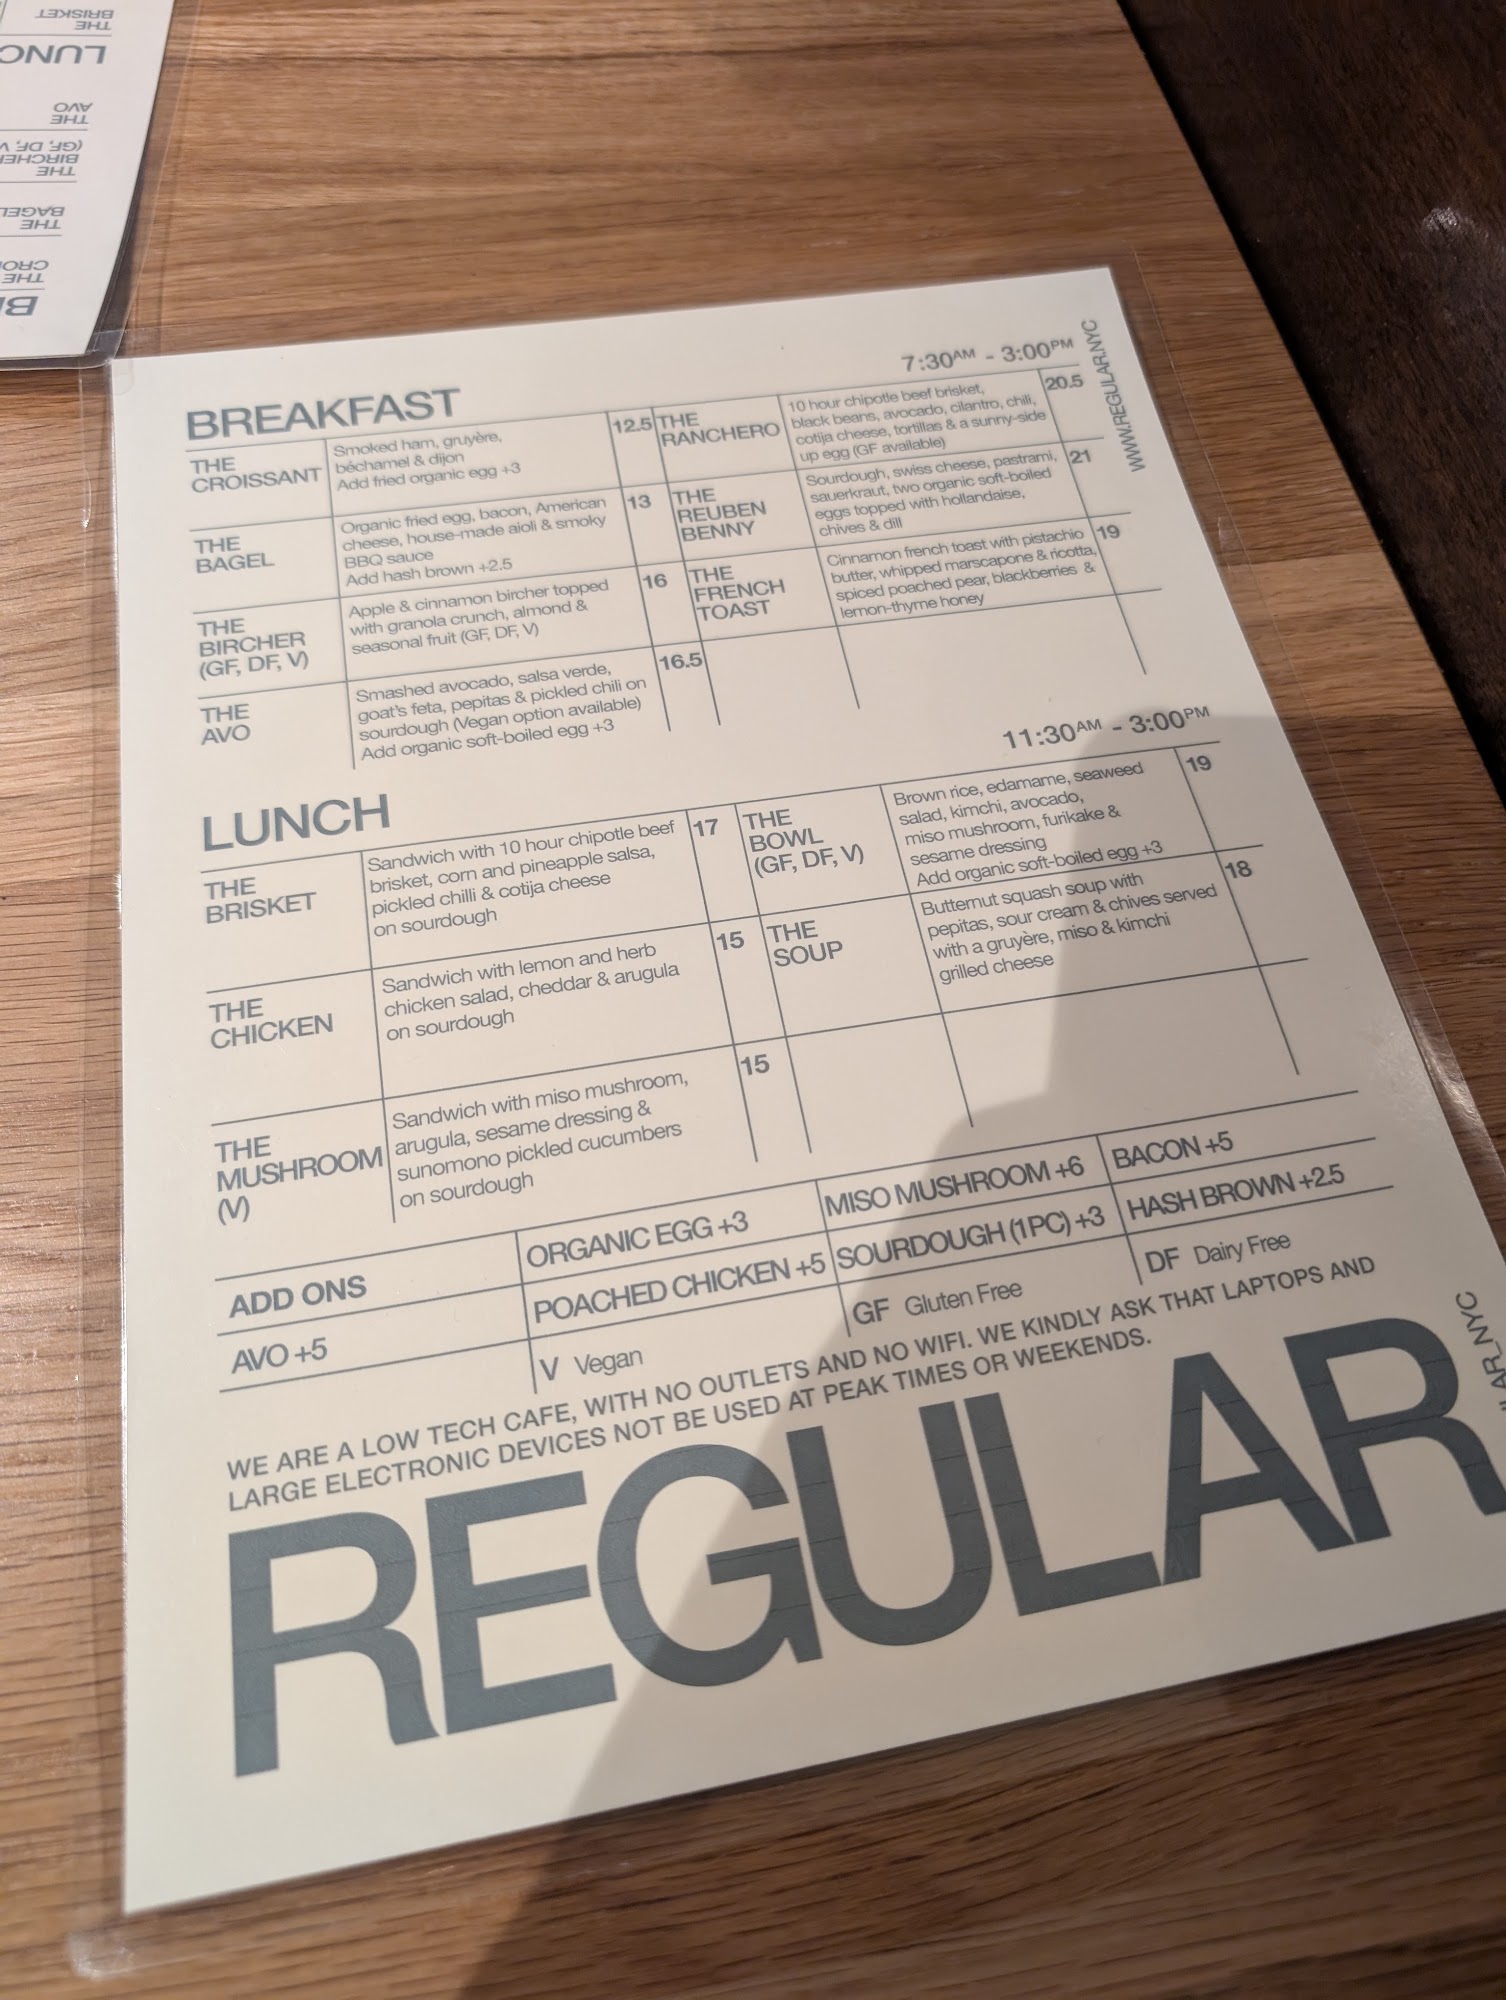 THE
BRISKET
LUNC
THE
AVO
THE
BIRCHER
(GF, DF, V
THE
BAGEL
THE
CRO
B
BREAKFAST
7:30AM - 3:00PM
WWW.REGULAR.NYC
THE
CROISSANT
Smoked ham, gruyère,
béchamel & dijon
Add fried organic egg +3
12.5
THE
BAGEL
Organic fried egg, bacon, American
cheese, house-made aioli & smoky
BBQ sauce
Add hash brown +2.5
13
THE
BIRCHER
(GF, DF, V)
Apple & cinnamon bircher topped
with granola crunch, almond &
seasonal fruit (GF, DF, V)
16
THE
AVO
Smashed avocado, salsa verde,
goat's feta, pepitas & pickled chili on
sourdough (Vegan option available)
Add organic soft-boiled egg +3
16.5
THE
RANCHERO
10 hour chipotle beef brisket,
black beans, avocado, cilantro, chili,
cotija cheese, tortillas & a sunny-side
up egg (GF available)
20.5
THE
REUBEN
BENNY
Sourdough, swiss cheese, pastrami,
sauerkraut, two organic soft-boiled
eggs topped with hollandaise,
chives & dill
21
THE
FRENCH
TOAST
Cinnamon french toast with pistachio
butter, whipped marscapone & ricotta,
spiced poached pear, blackberries &
lemon-thyme honey
19
LUNCH
11:30AM - 3:00PM
THE
BRISKET
Sandwich with 10 hour chipotle beef
brisket, corn and pineapple salsa,
pickled chilli & cotija cheese
on sourdough
17
THE
CHICKEN
Sandwich with lemon and herb
chicken salad, cheddar & arugula
on sourdough
15
THE
MUSHROOM
(V)
Sandwich with miso mushroom,
arugula, sesame dressing &
sunomono pickled cucumbers
on sourdough
15
THE
BOWL
(GF, DF, V)
Brown rice, edamame, seaweed
salad, kimchi, avocado,
miso mushroom, furikake &
sesame dressing
Add organic soft-boiled egg +3
19
THE
SOUP
Butternut squash soup with
pepitas, sour cream & chives served
with a gruyère, miso & kimchi
grilled cheese
18
ADD ONS
ORGANIC EGG +3
MISO MUSHROOM +6
BACON +5
AVO +5
POACHED CHICKEN +5
SOURDOUGH (1PC) +3
HASH BROWN +2.5
V Vegan
GF Gluten Free
DF Dairy Free
WE ARE A LOW TECH CAFE, WITH NO OUTLETS AND NO WIFI. WE KINDLY ASK THAT LAPTOPS AND
LARGE ELECTRONIC DEVICES NOT BE USED AT PEAK TIMES OR WEEKENDS.
REGULAR
LAR.NYC